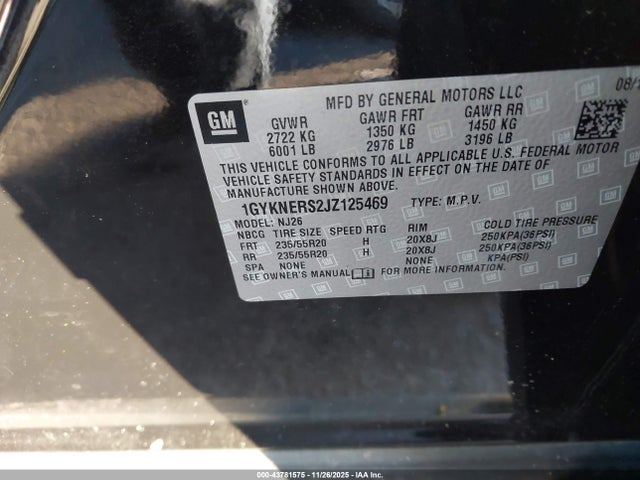 MFD BY GENERAL MOTORS LLC 08/
GM
GVWR GAWR FRT GAWR RR
2722 KG 1350 KG 1450 KG
6001 LB 2976 LB 3196 LB
THIS VEHICLE CONFORMS TO ALL APPLICABLE U.S. FEDERAL MOTOR
VEHICLE SAFETY STANDARDS IN EFFECT ON THE DATE OF
MANUFACTURE SHOWN ABOVE.
1GYKNERS2JZ125469 TYPE: M.P.V.
MODEL: NJ26
NBCG TIRE SIZE SPEED RTG RIM COLD TIRE PRESSURE
FRT 235/55R20 H 20X8J 250KPA(36PSI)
RR 235/55R20 H 20X8J 250KPA(36PSI)
SPA NONE NONE KPA(PSI)
SEE OWNER'S MANUAL FOR MORE INFORMATION.
000-43781575 — 11/26/2025 — IAA Inc.